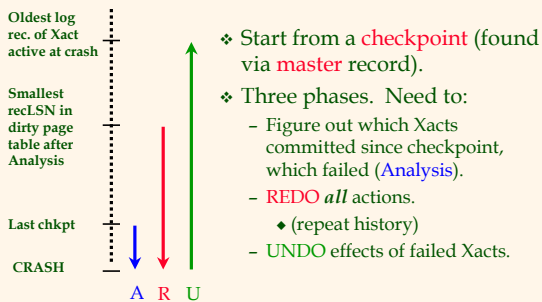 Oldest log
rec. of Xact
active at crash
Smallest
recLSN in
dirty page
table after
Analysis
Last chkpt
CRASH
A R U
❖ Start from a checkpoint (found
via master record).
❖ Three phases. Need to:
– Figure out which Xacts
committed since checkpoint,
which failed (Analysis).
– REDO all actions.
◆ (repeat history)
– UNDO effects of failed Xacts.